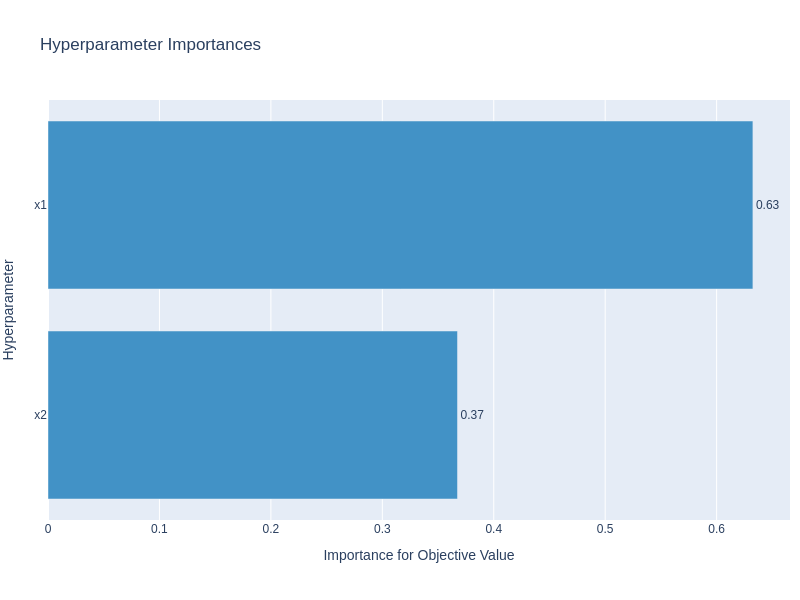 Hyperparameter Importances
Hyperparameter
x1
0.63
x2
0.37
0
0.1
0.2
0.3
0.4
0.5
0.6
Importance for Objective Value